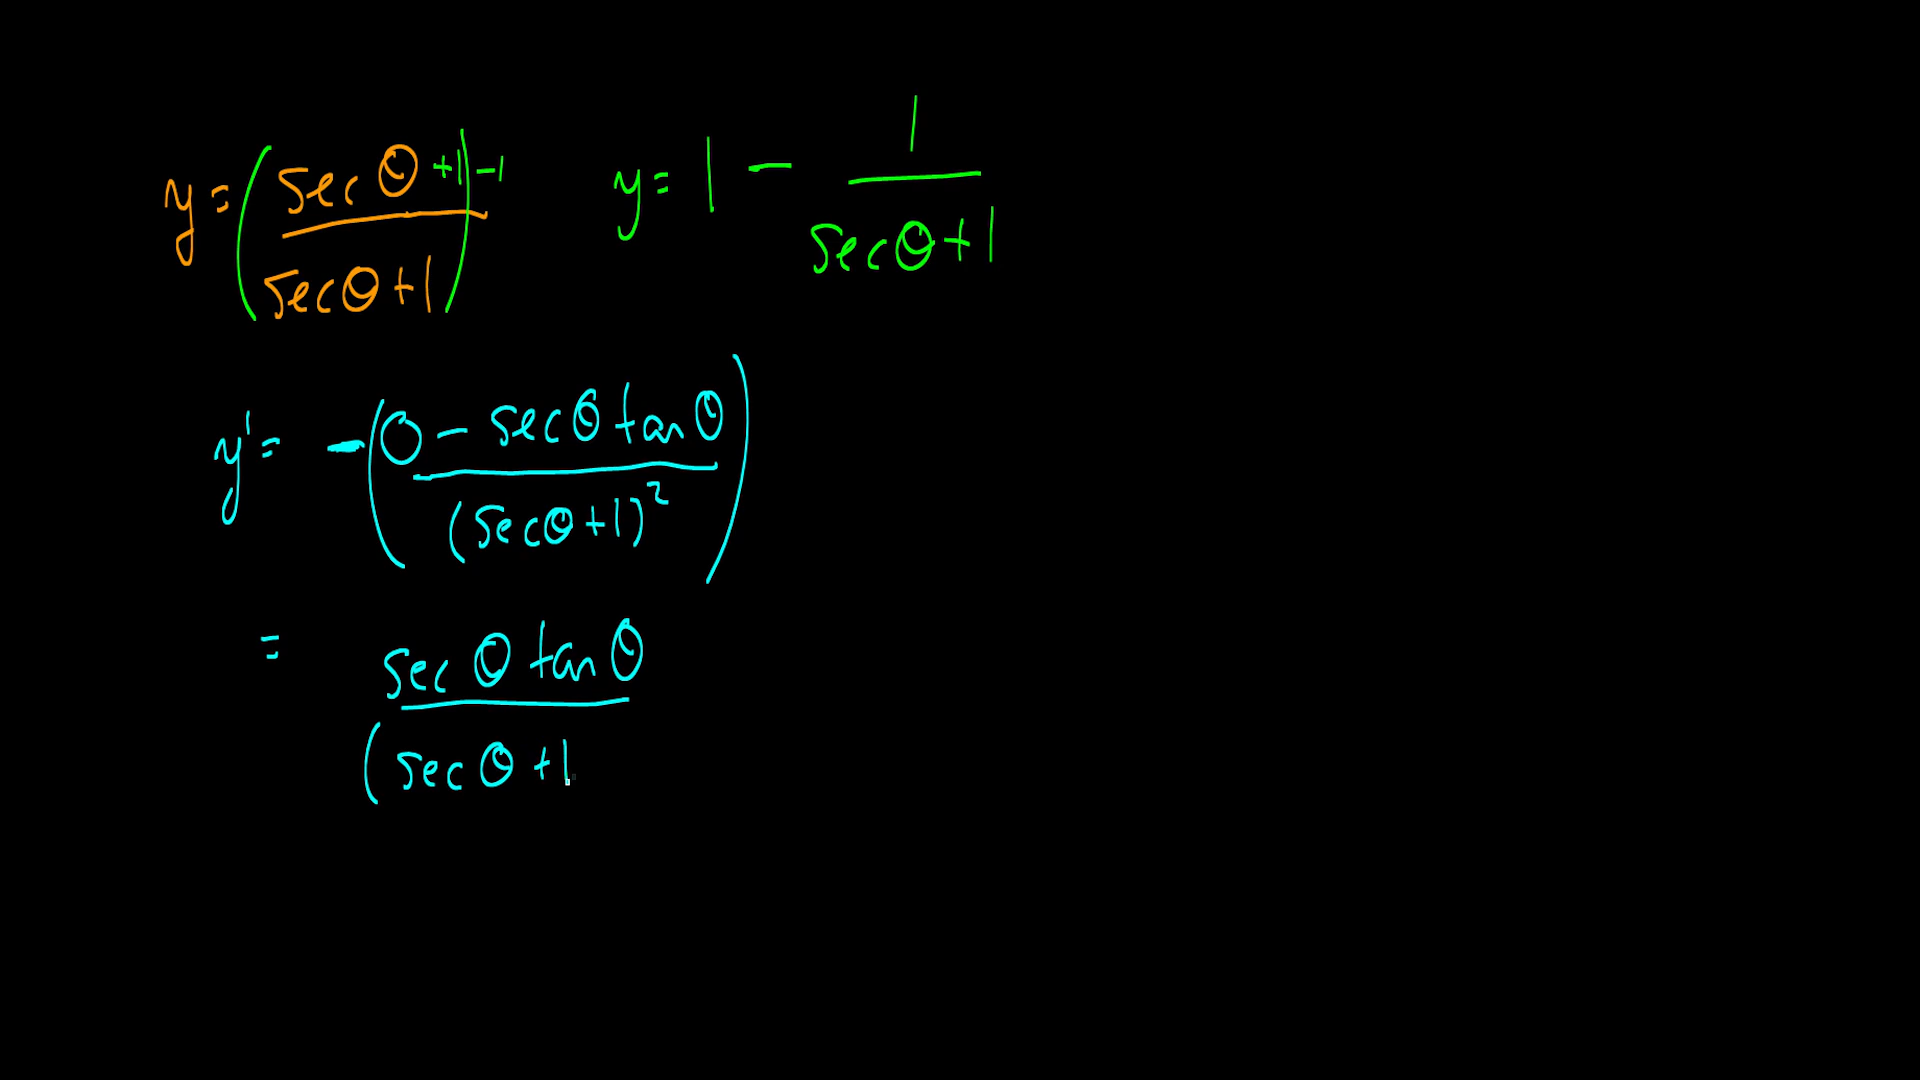 y = (sec θ +1) -1 / sec θ +1   y = 1 - 1 / sec θ + 1
y' = -(0 - sec θ tan θ / (sec θ +1)²)
= sec θ tan θ / (sec θ +1